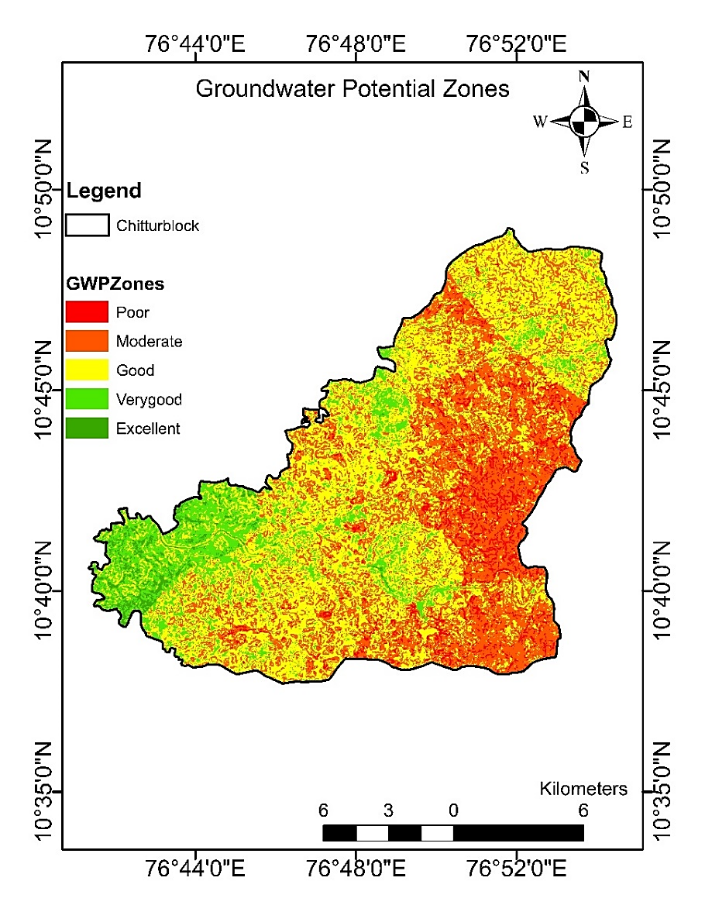 76°44'0"E 76°48'0"E 76°52'0"E
Groundwater Potential Zones
N
W E
S
10°50'0"N 10°50'0"N
Legend
Chitturblock
GWPZones
Poor
Moderate
Good
Verygood
Excellent
10°45'0"N 10°45'0"N
10°40'0"N 10°40'0"N
10°35'0"N 10°35'0"N
Kilometers
6 3 0 6
76°44'0"E 76°48'0"E 76°52'0"E